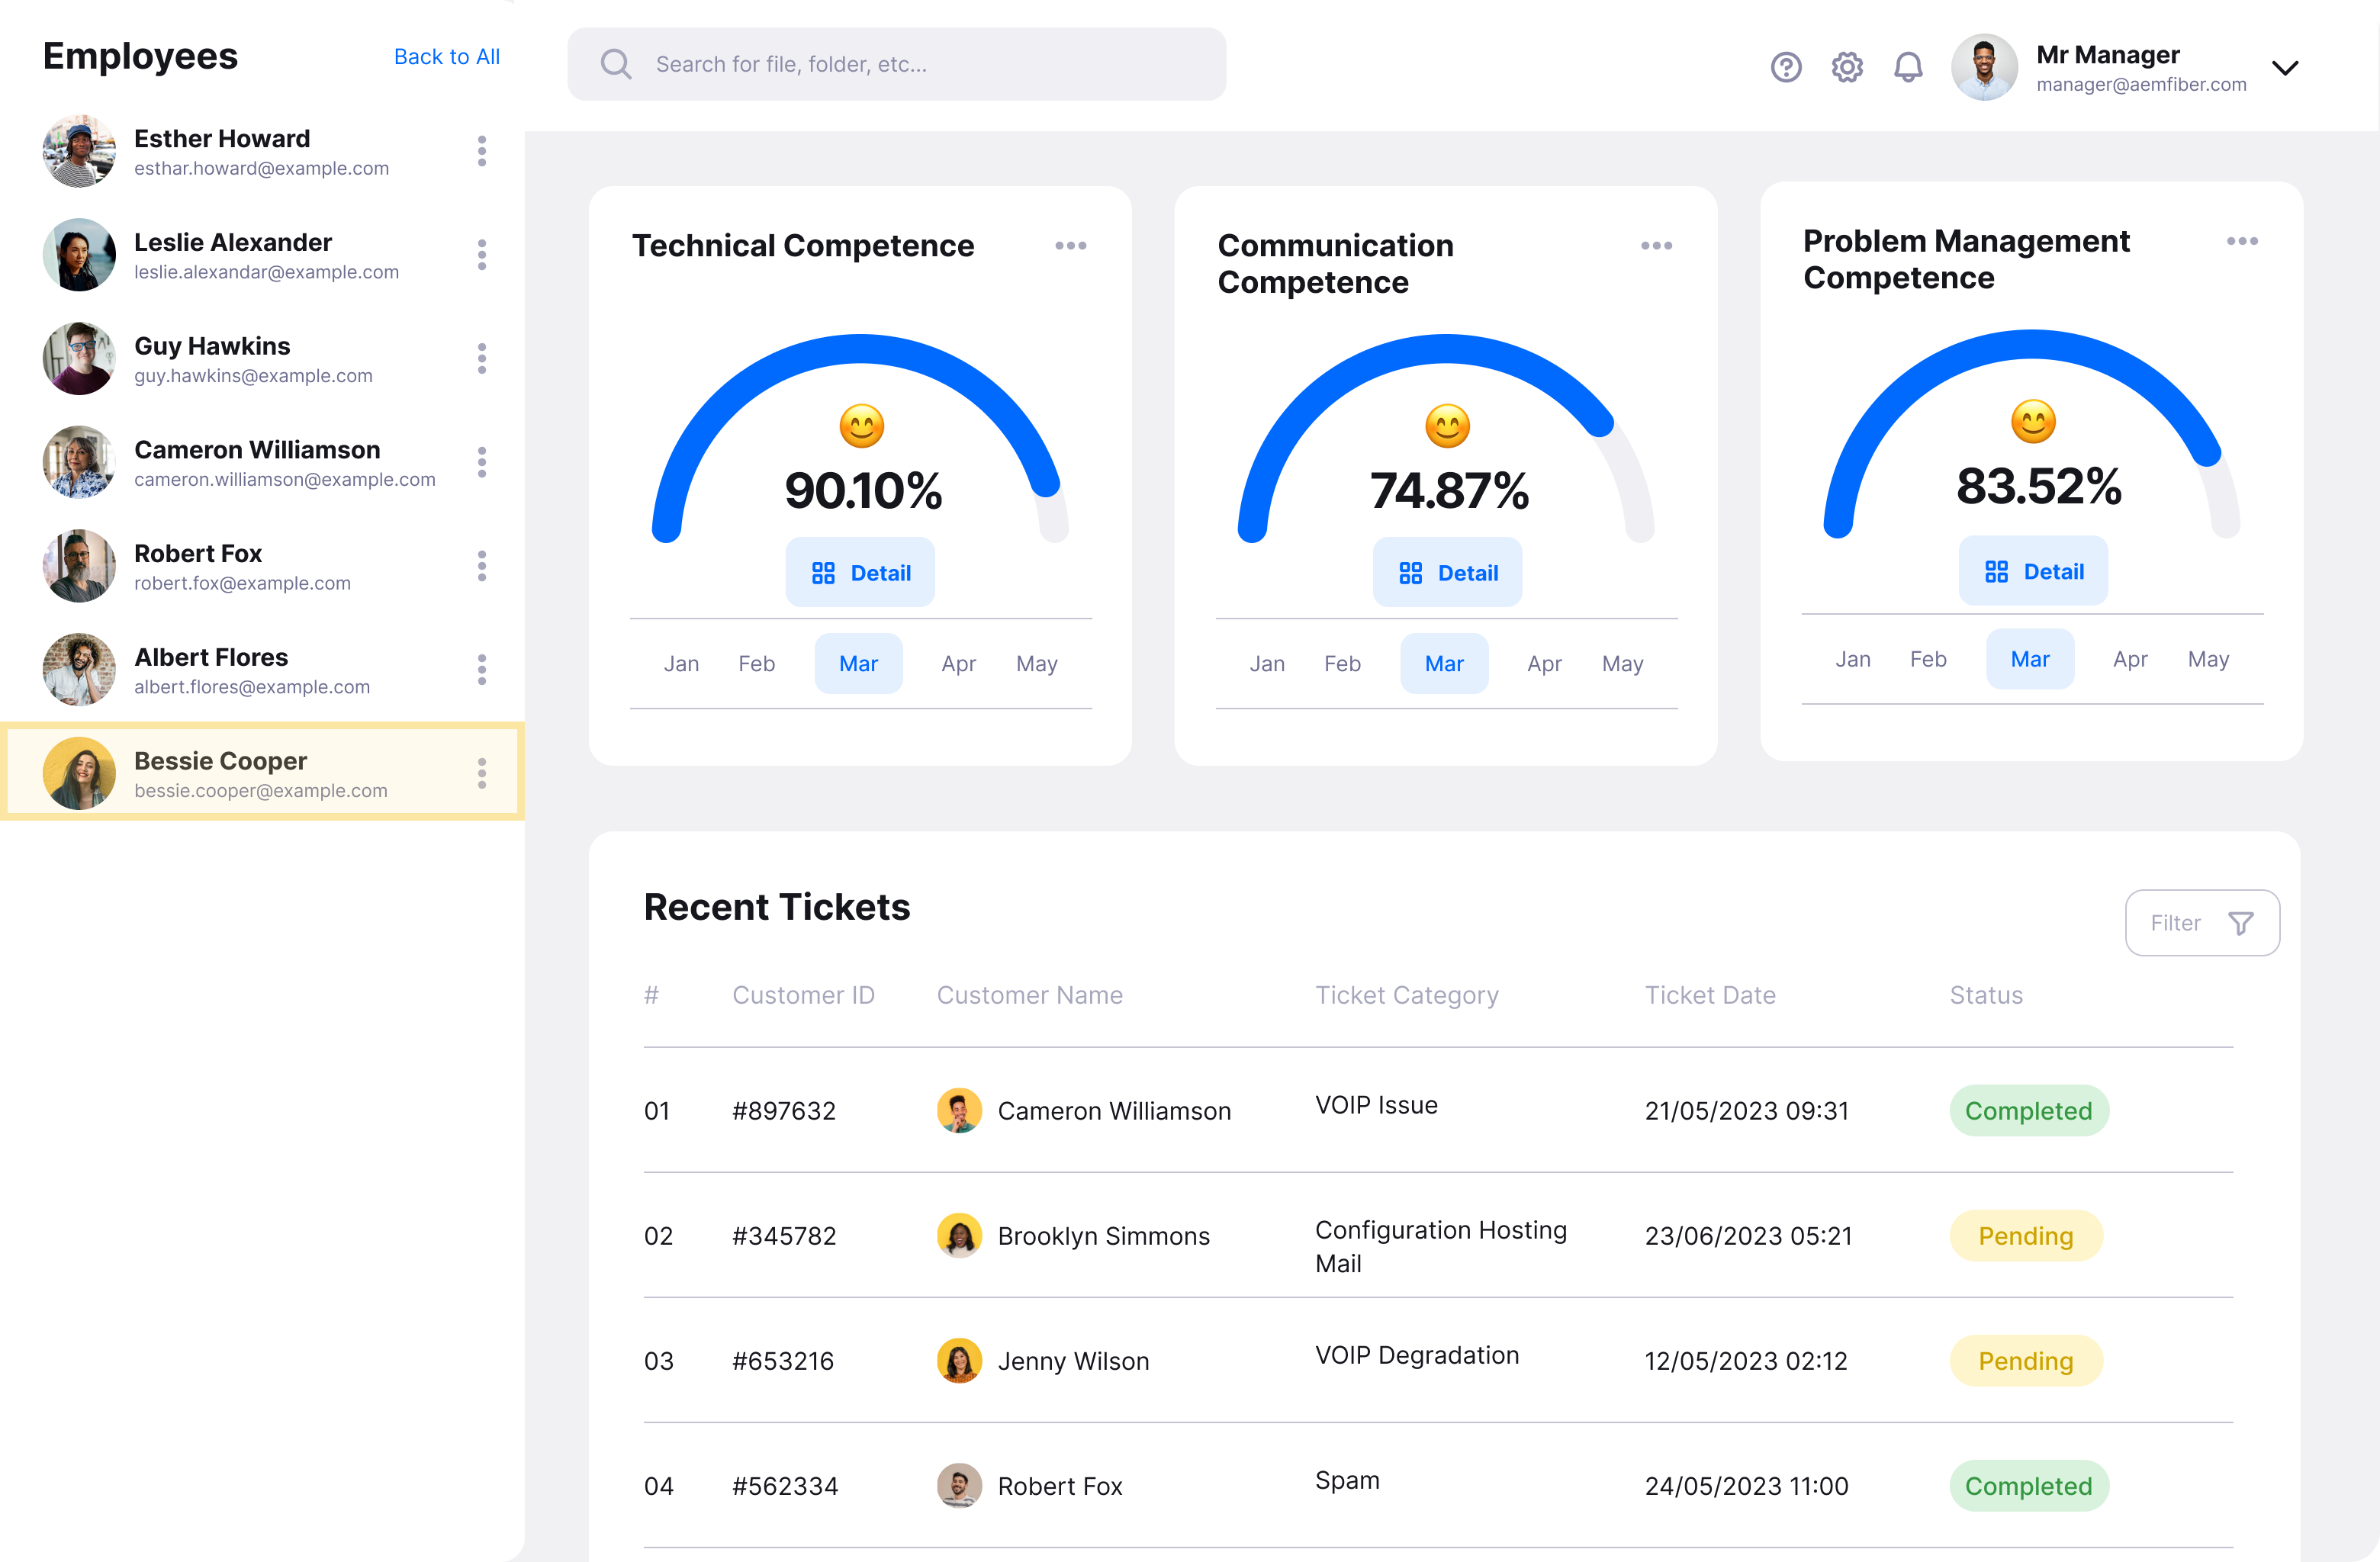 Employees
Back to All
Esther Howard
esthar.howard@example.com
Leslie Alexander
leslie.alexandar@example.com
Guy Hawkins
guy.hawkins@example.com
Cameron Williamson
cameron.williamson@example.com
Robert Fox
robert.fox@example.com
Albert Flores
albert.flores@example.com
Bessie Cooper
bessie.cooper@example.com
Search for file, folder, etc...
Mr Manager
manager@aemfiber.com
Technical Competence
90.10%
Detail
Jan Feb Mar Apr May
Communication
Competence
74.87%
Detail
Jan Feb Mar Apr May
Problem Management
Competence
83.52%
Detail
Jan Feb Mar Apr May
Recent Tickets
Filter
# Customer ID Customer Name Ticket Category Ticket Date Status
01 #897632 Cameron Williamson VOIP Issue 21/05/2023 09:31 Completed
02 #345782 Brooklyn Simmons Configuration Hosting 23/06/2023 05:21 Pending
Mail
03 #653216 Jenny Wilson VOIP Degradation 12/05/2023 02:12 Pending
04 #562334 Robert Fox Spam 24/05/2023 11:00 Completed